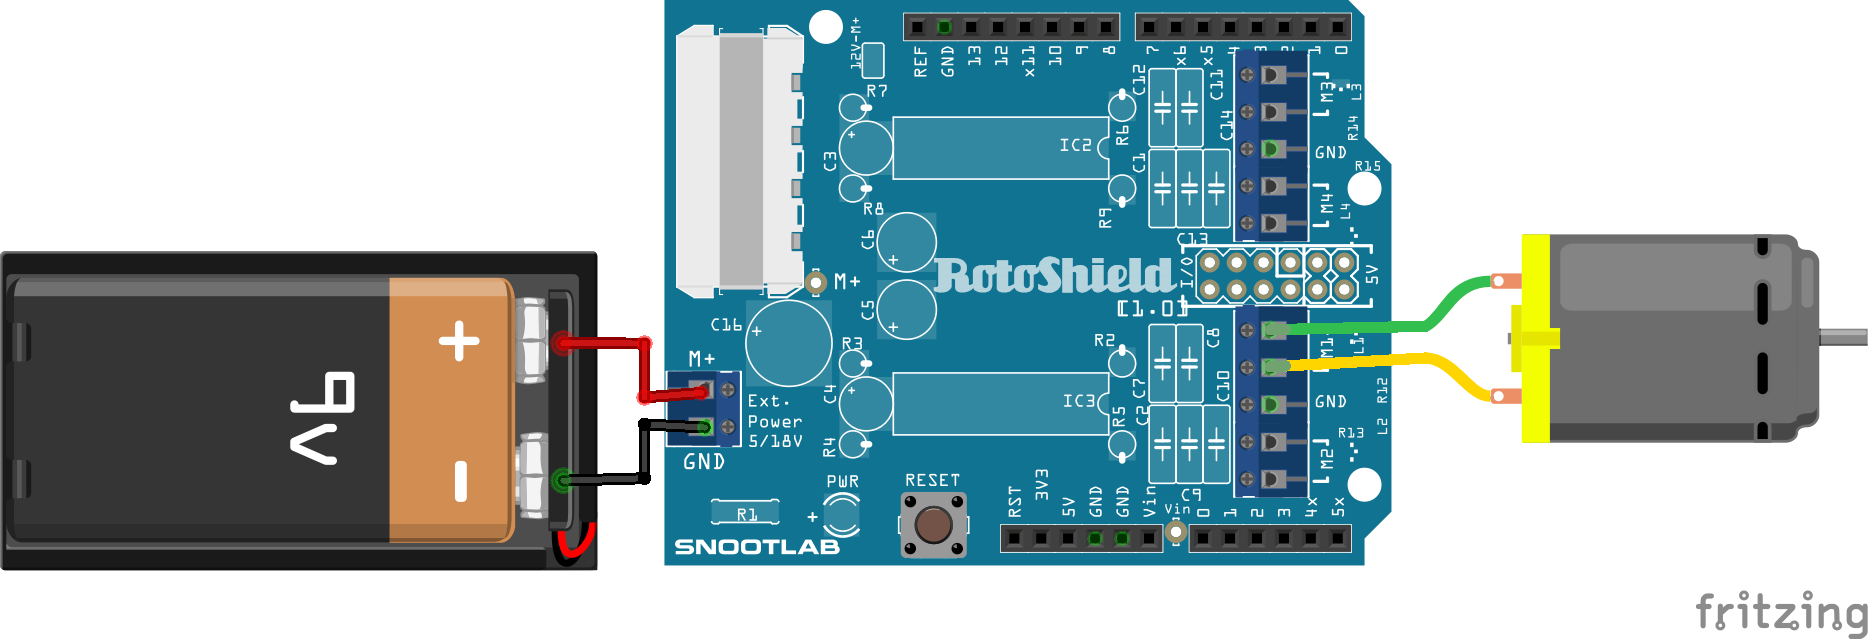 9V
+
-
12V-M+
REF
GND
13
12
x11
10
9
8
7
x6
x5
4
3
2
1
0
R7
C3
R8
IC2
R6
C12
C11
C14
C1
R9
C13
M3
L3
R14
GND
R15
M4
L4
C6
M+
RotoShield
[1.0]
I/O
5V
C5
C16
R3
C4
R4
IC3
R2
C8
C7
C10
C2
R5
C9
M1
L1
R12
GND
L2
R13
M2
M+
Ext.
Power
5/18V
GND
R1
PWR
+
RESET
SNOOTLAB
RST
3V3
5V
GND
GND
Vin
Vin
0
1
2
3
4x
5x
fritzing